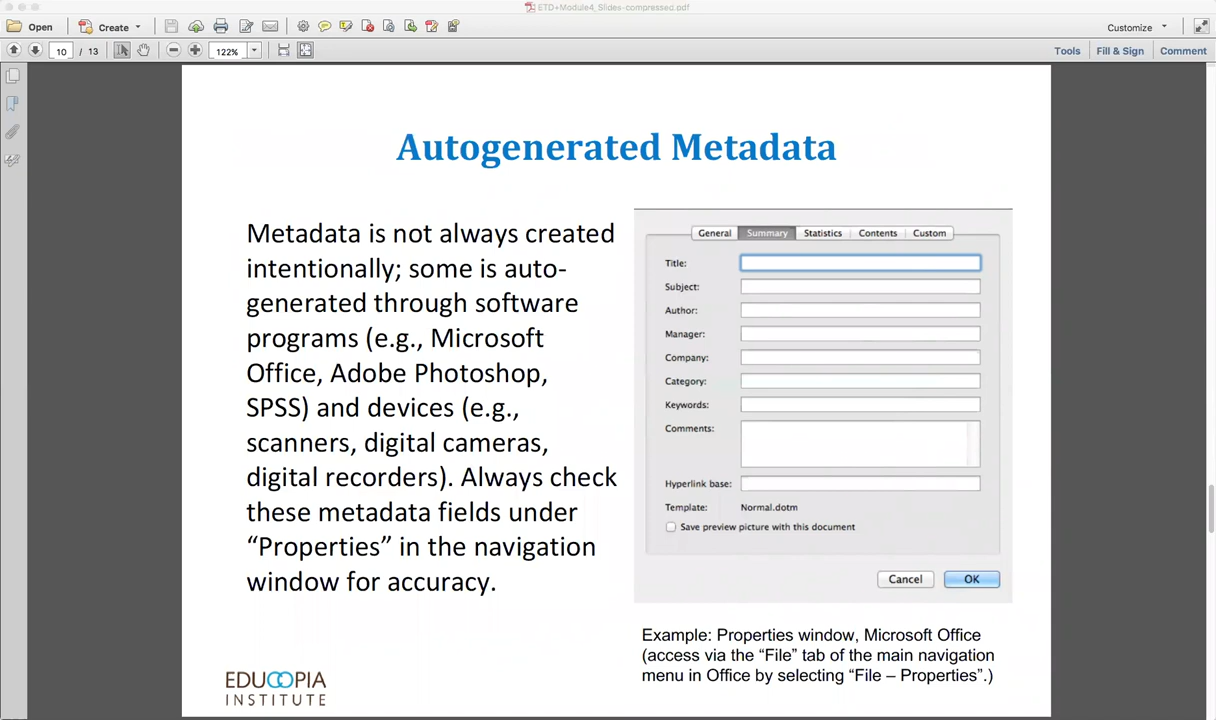 ETD+Module4_Slides-compressed.pdf
Open
Create
Customize
10 / 13
122%
Tools
Fill & Sign
Comment
Autogenerated Metadata
Metadata is not always created
intentionally; some is auto-
generated through software
programs (e.g., Microsoft
Office, Adobe Photoshop,
SPSS) and devices (e.g.,
scanners, digital cameras,
digital recorders). Always check
these metadata fields under
“Properties” in the navigation
window for accuracy.
General Summary Statistics Contents Custom
Title:
Subject:
Author:
Manager:
Company:
Category:
Keywords:
Comments:
Hyperlink base:
Template: Normal.dotm
Save preview picture with this document
Cancel
OK
Example: Properties window, Microsoft Office
(access via the “File” tab of the main navigation
menu in Office by selecting “File – Properties”.)
EDUCOPIA
INSTITUTE